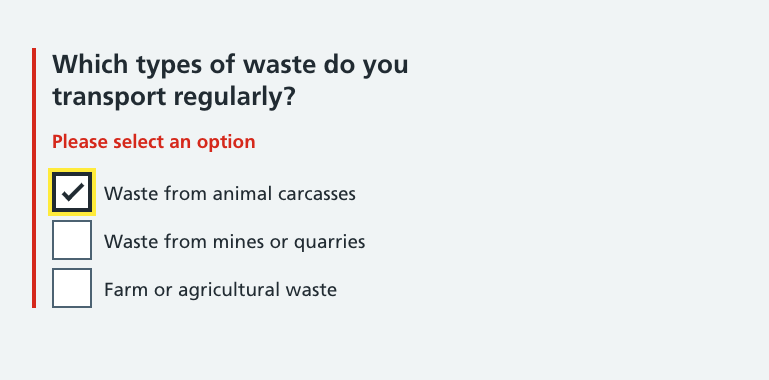 Which types of waste do you
transport regularly?
Please select an option
Waste from animal carcasses
Waste from mines or quarries
Farm or agricultural waste